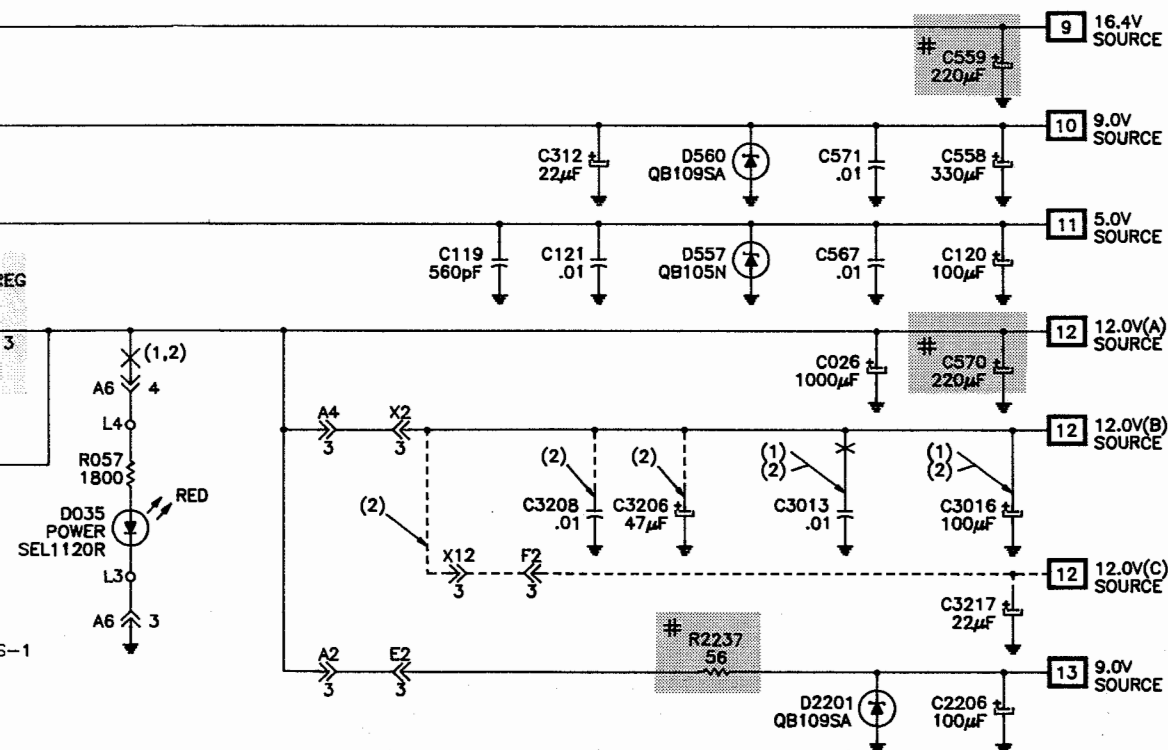 9 16.4V
SOURCE
#
C559
220µF
10 9.0V
SOURCE
C312
22µF
D560
QB109SA
C571
.01
C558
330µF
11 5.0V
SOURCE
C119
560pF
C121
.01
D557
QB105N
C567
.01
C120
100µF
REG
3
12 12.0V(A)
SOURCE
(1,2)
A6 4
C026
1000µF
#
C570
220µF
L4
A4
3
X2
3
12 12.0V(B)
SOURCE
R057
1800
RED
D035
POWER
SEL1120R
(2)
(2)
(2)
(1)
(2)
(1)
(2)
C3208
.01
C3206
47µF
C3013
.01
C3016
100µF
L3
X12
3
F2
3
12 12.0V(C)
SOURCE
A6 3
C3217
22µF
S-1
A2
3
E2
3
#
R2237
56
13 9.0V
SOURCE
D2201
QB109SA
C2206
100µF